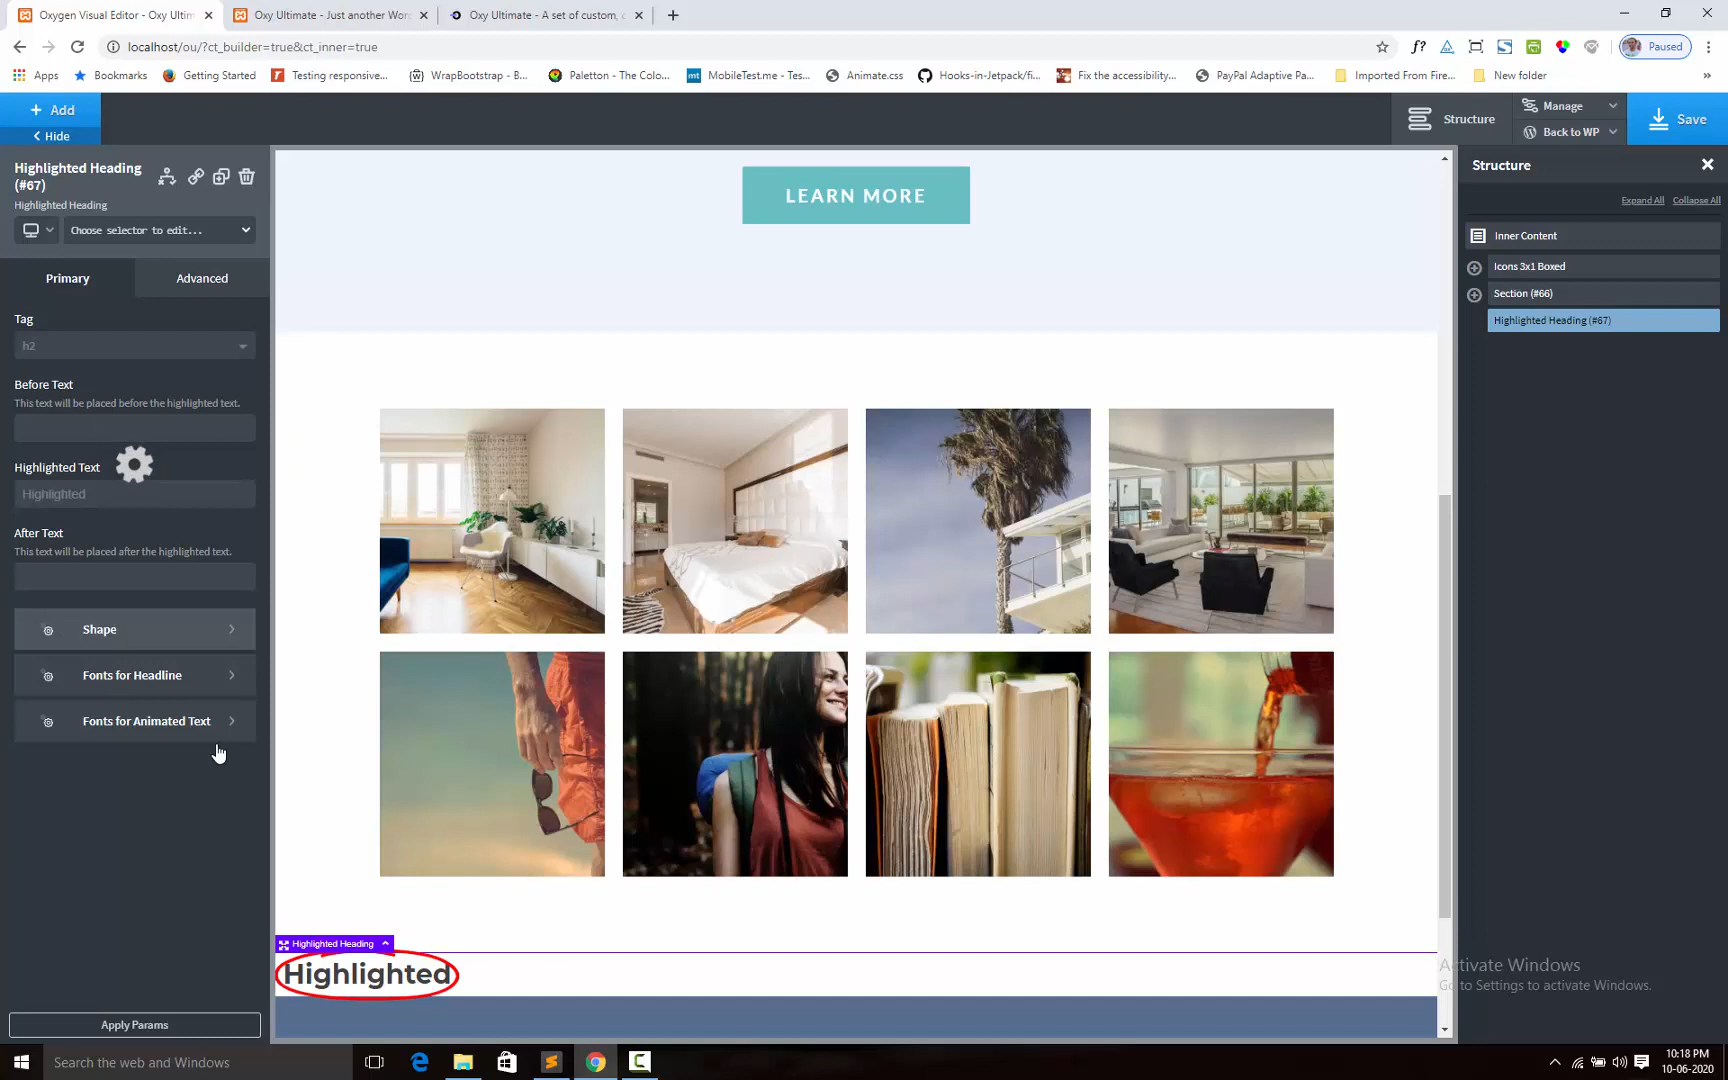 Oxygen Visual Editor - Oxy Ultim
Oxy Ultimate - Just another Wor
Oxy Ultimate - A set of custom, c
localhost/ou/?ct_builder=true&ct_inner=true
f?
Paused
Apps
Bookmarks
Getting Started
Testing responsive...
WrapBootstrap - B...
Paletton - The Colo...
mt
MobileTest.me - Tes...
Animate.css
Hooks-in-Jetpack/fi...
Fix the accessibility...
PayPal Adaptive Pa...
Imported From Fire...
New folder
»
+ Add
< Hide
Structure
Manage
Back to WP
Save
Highlighted Heading
(#67)
Highlighted Heading
Choose selector to edit...
Primary
Advanced
Tag
h2
Before Text
This text will be placed before the highlighted text.
Highlighted Text
Highlighted
After Text
This text will be placed after the highlighted text.
Shape
Fonts for Headline
Fonts for Animated Text
Apply Params
LEARN MORE
Highlighted Heading
Highlighted
Structure
Expand All
Collapse All
Inner Content
Icons 3x1 Boxed
Section (#66)
Highlighted Heading (#67)
Activate Windows
Go to Settings to activate Windows.
Search the web and Windows
10:18 PM
10-06-2020